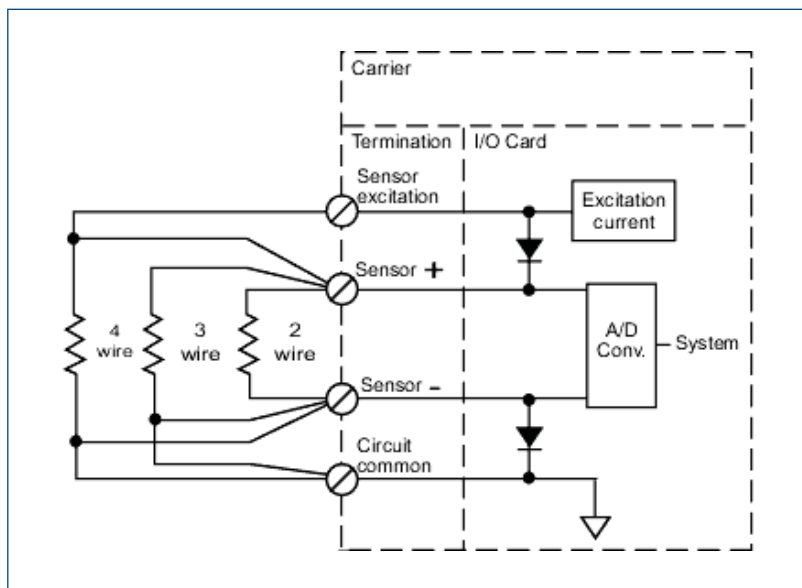 Carrier
Termination
I/O Card
Sensor
excitation
Excitation
current
Sensor +
4
wire
3
wire
2
wire
A/D
Conv.
System
Sensor -
Circuit
common